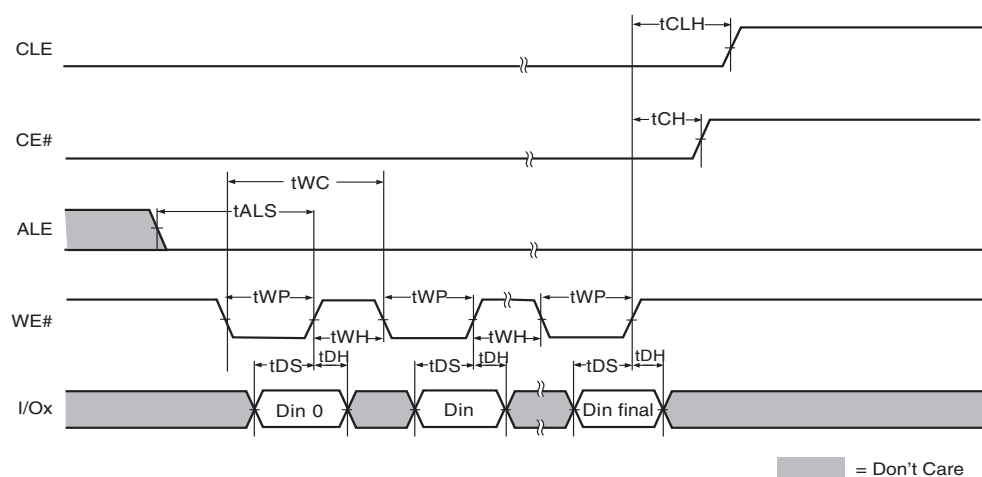 tCLH
CLE
tCH
CE#
tWC
tALS
ALE
tWP tWP tWP
WE#
tWH tWH
tDS tDH tDS tDH tDS tDH
I/Ox Din 0 Din Din final
= Don't Care